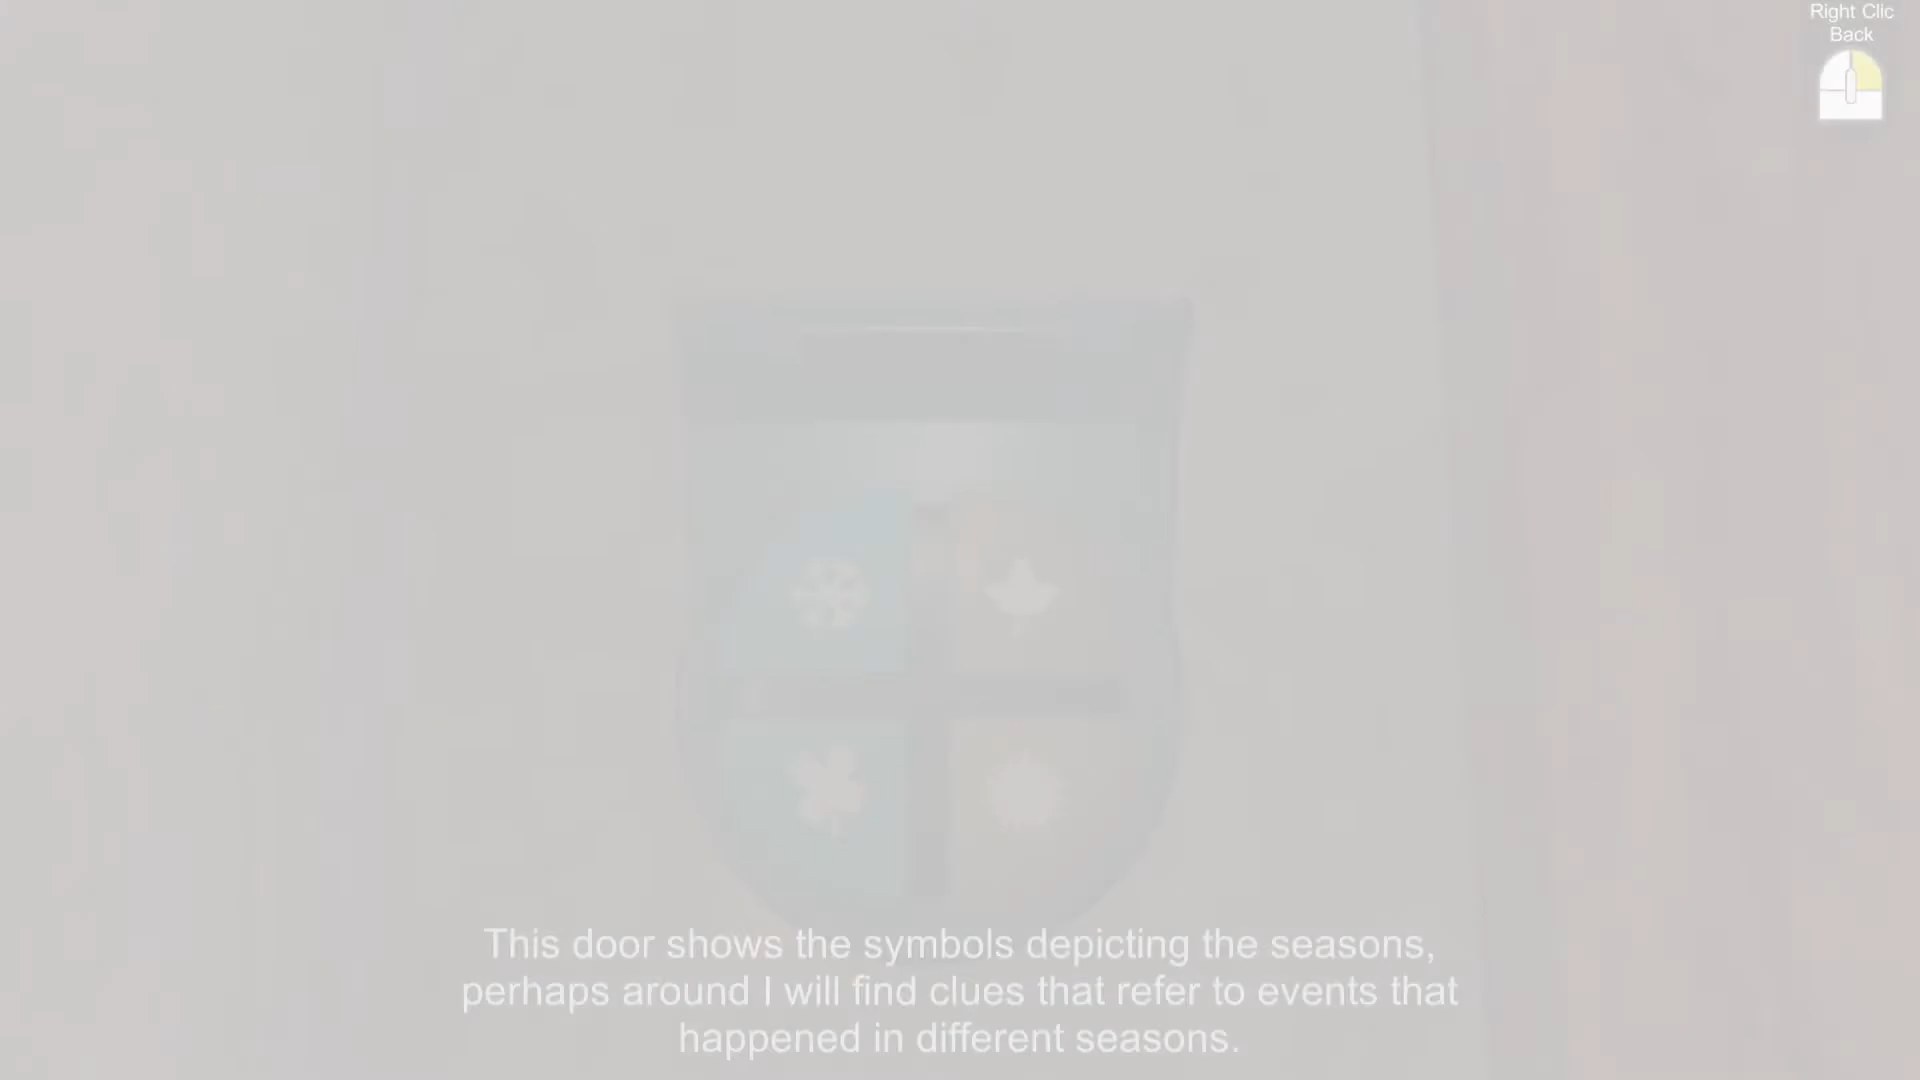 Right Clic
Back
This door shows the symbols depicting the seasons,
perhaps around I will find clues that refer to events that
happened in different seasons.